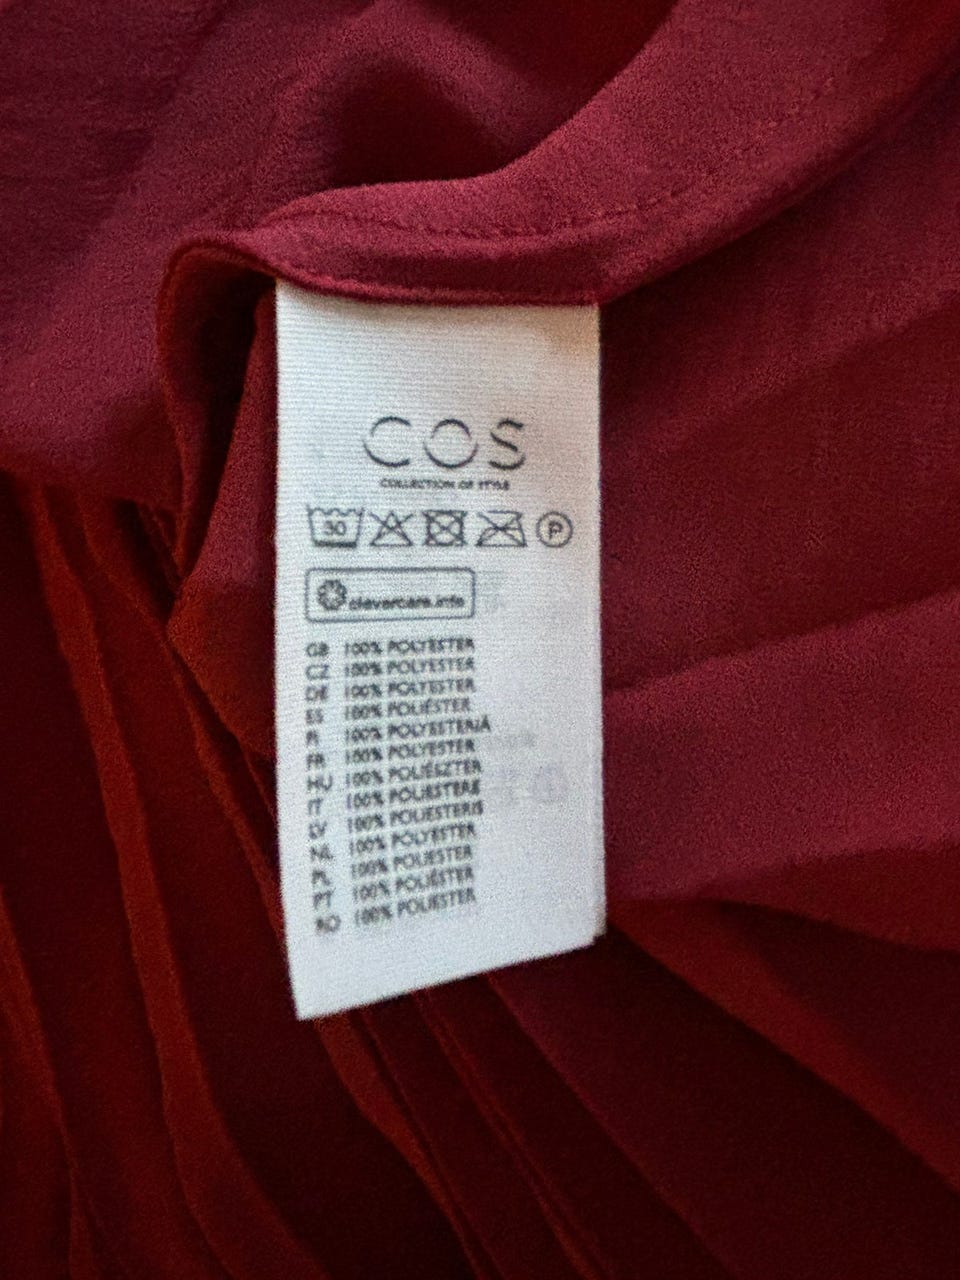 COS
COLLECTION OF STYLE
30 P
clevercare.info
GB 100% POLYESTER
CZ 100% POLYESTER
DE 100% POLYESTER
ES 100% POLIÉSTER
FI 100% POLYESTERIÄ
FR 100% POLYESTER
HU 100% POLIÉSZTER
IT 100% POLIESTERE
LV 100% POLIESTERIS
NL 100% POLYESTER
PL 100% POLIESTER
PT 100% POLIÉSTER
RO 100% POLIESTER